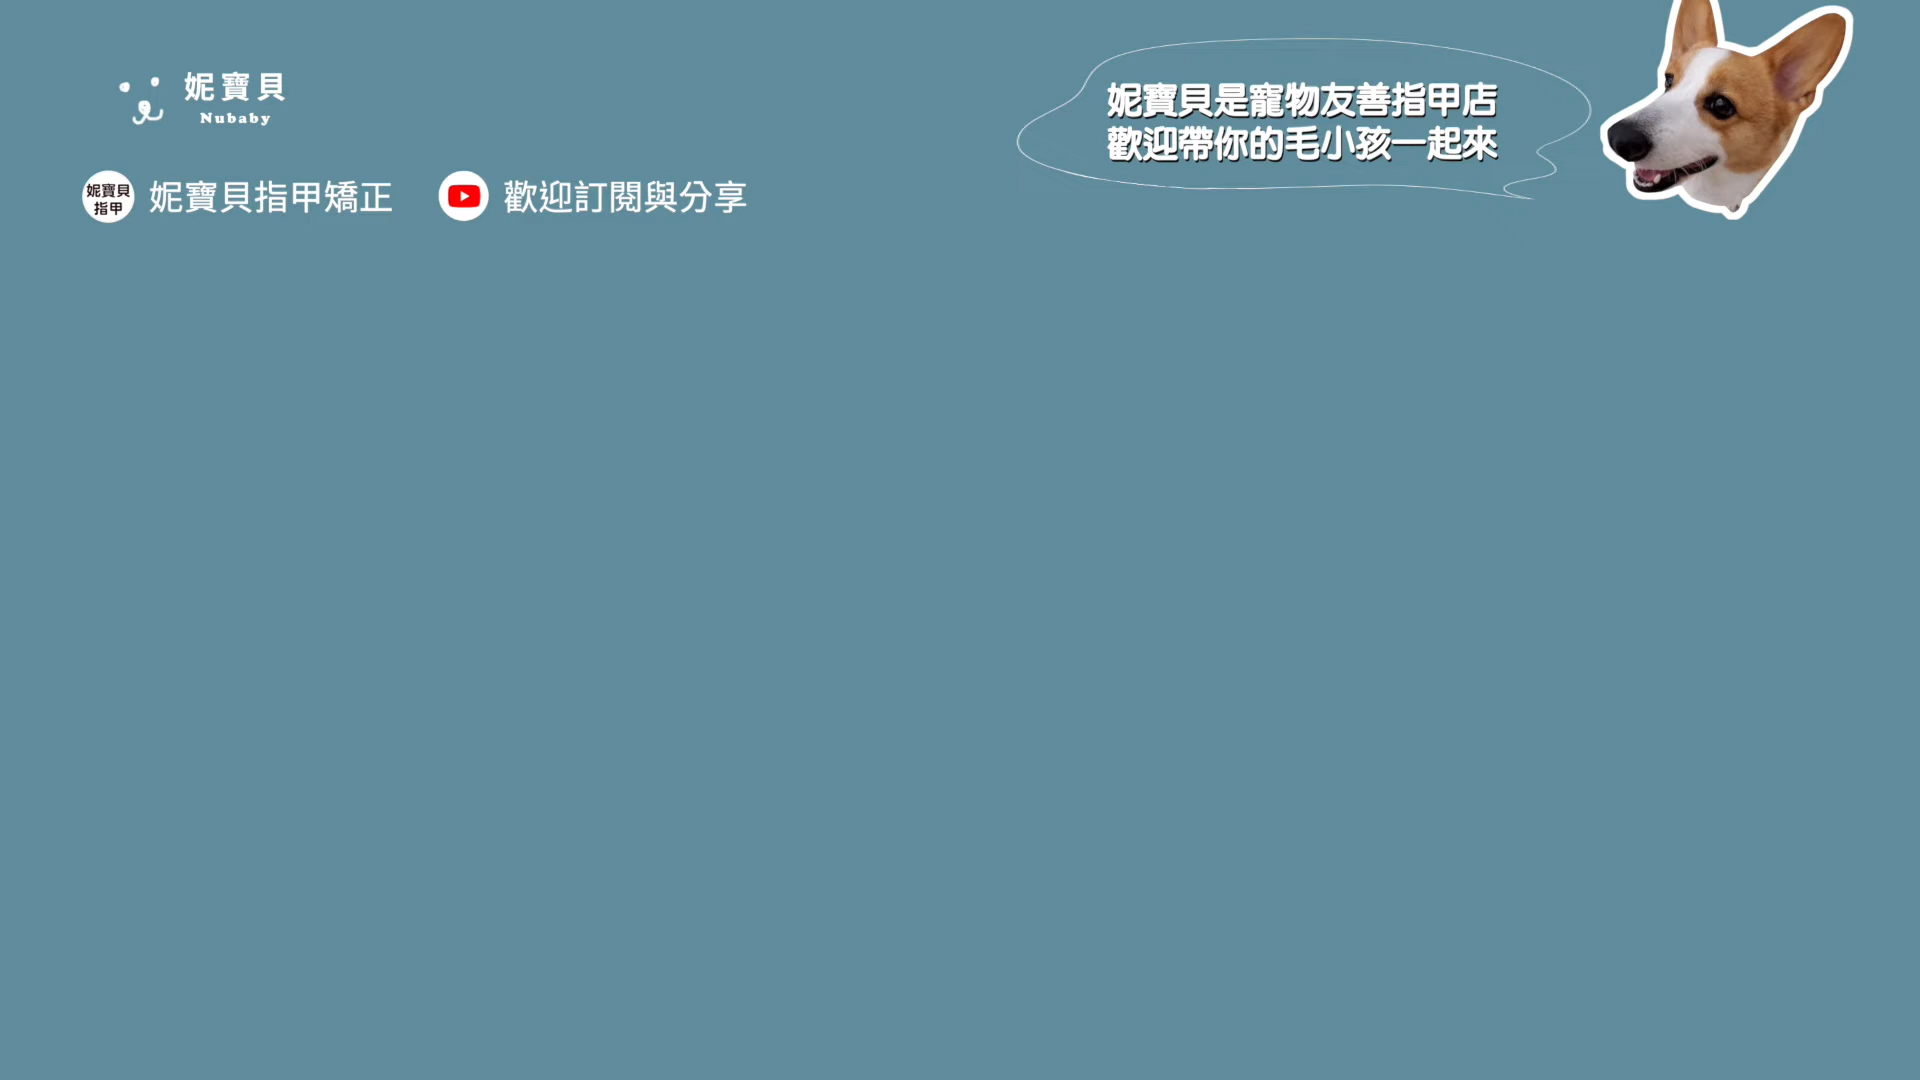 妮寶貝
Nubaby
妮寶貝是寵物友善指甲店
歡迎帶你的毛小孩一起來
妮寶貝
指甲
妮寶貝指甲矯正
歡迎訂閱與分享